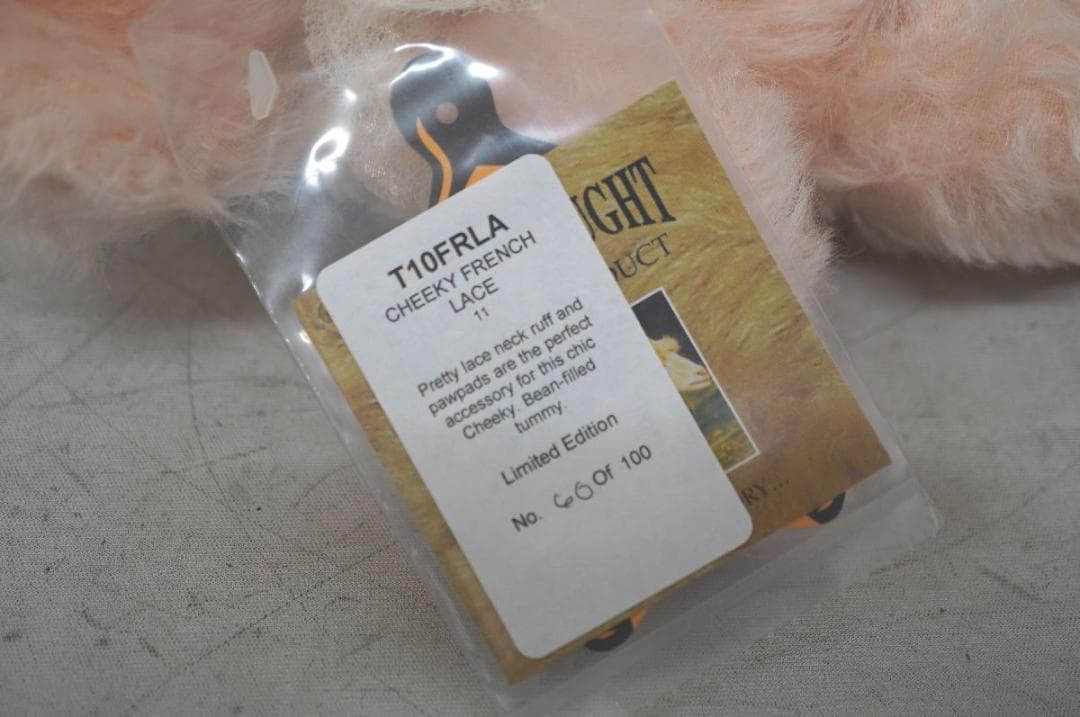 T10FRLA
CHEEKY FRENCH
LACE
11
Pretty lace neck ruff and
pawpads are the perfect
accessory for this chic
Cheeky. Bean-filled
tummy.
Limited Edition
No. 66 Of 100
UGHT
DUCT
RY...